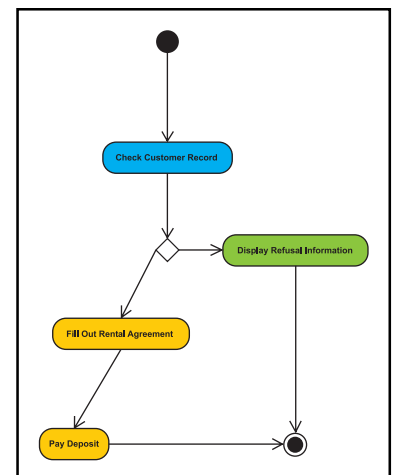 Check Customer Record
Display Refusal Information
Fill Out Rental Agreement
Pay Deposit